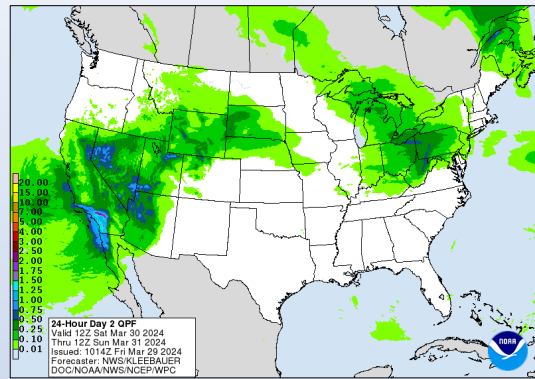 20.00
15.00
10.00
7.00
5.00
4.00
3.00
2.50
2.00
1.75
1.50
1.25
1.00
0.75
0.50
0.25
0.10
0.01
24-Hour Day 2 QPF
Valid 12Z Sat Mar 30 2024
Thru 12Z Sun Mar 31 2024
Issued: 1014Z Fri Mar 29 2024
Forecaster: NWS/KLEEBAUER
DOC/NOAA/NWS/NCEP/WPC
NOAA